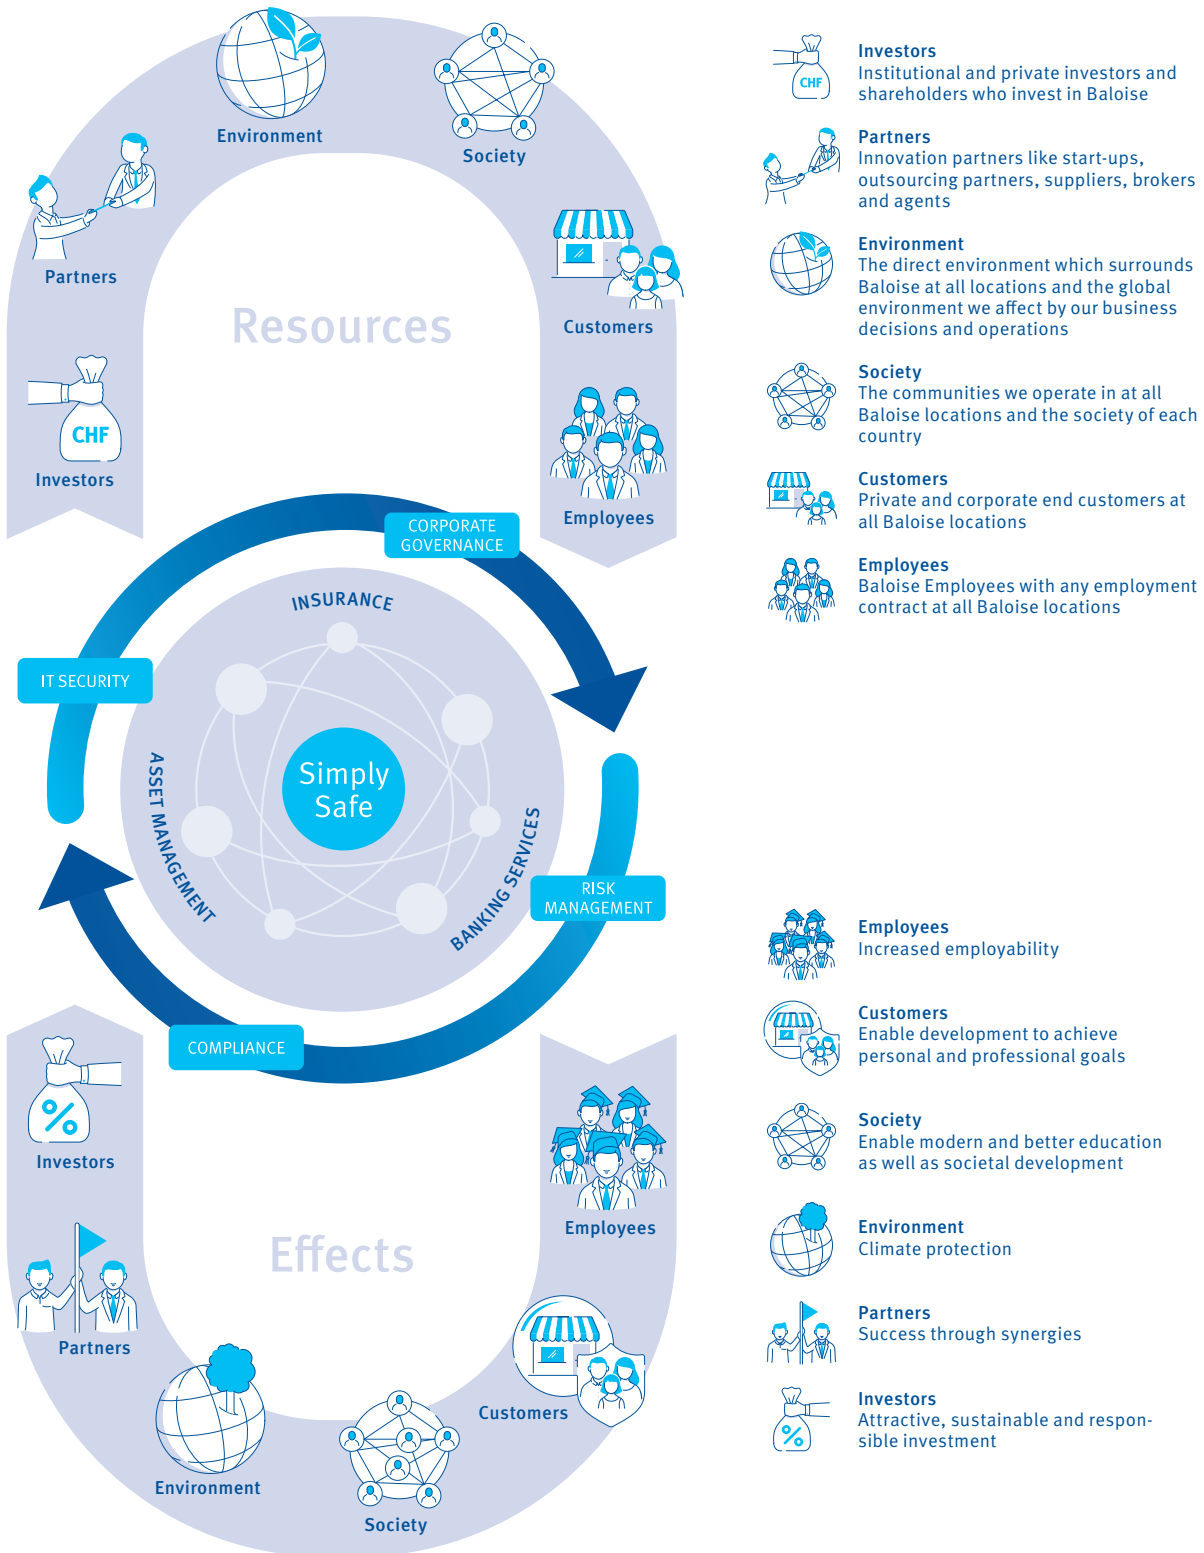 Environment
Society
Partners
Customers
Resources
CHF
Investors
Employees
CORPORATE
GOVERNANCE
INSURANCE
IT SECURITY
Simply
Safe
ASSET MANAGEMENT
BANKING SERVICES
RISK
MANAGEMENT
COMPLIANCE
%
Investors
Employees
Effects
Partners
Customers
Environment
Society
CHF
Investors
Institutional and private investors and
shareholders who invest in Baloise
Partners
Innovation partners like start-ups,
outsourcing partners, suppliers, brokers
and agents
Environment
The direct environment which surrounds
Baloise at all locations and the global
environment we affect by our business
decisions and operations
Society
The communities we operate in at all
Baloise locations and the society of each
country
Customers
Private and corporate end customers at
all Baloise locations
Employees
Baloise Employees with any employment
contract at all Baloise locations
Employees
Increased employability
Customers
Enable development to achieve
personal and professional goals
Society
Enable modern and better education
as well as societal development
Environment
Climate protection
Partners
Success through synergies
%
Investors
Attractive, sustainable and respon-
sible investment